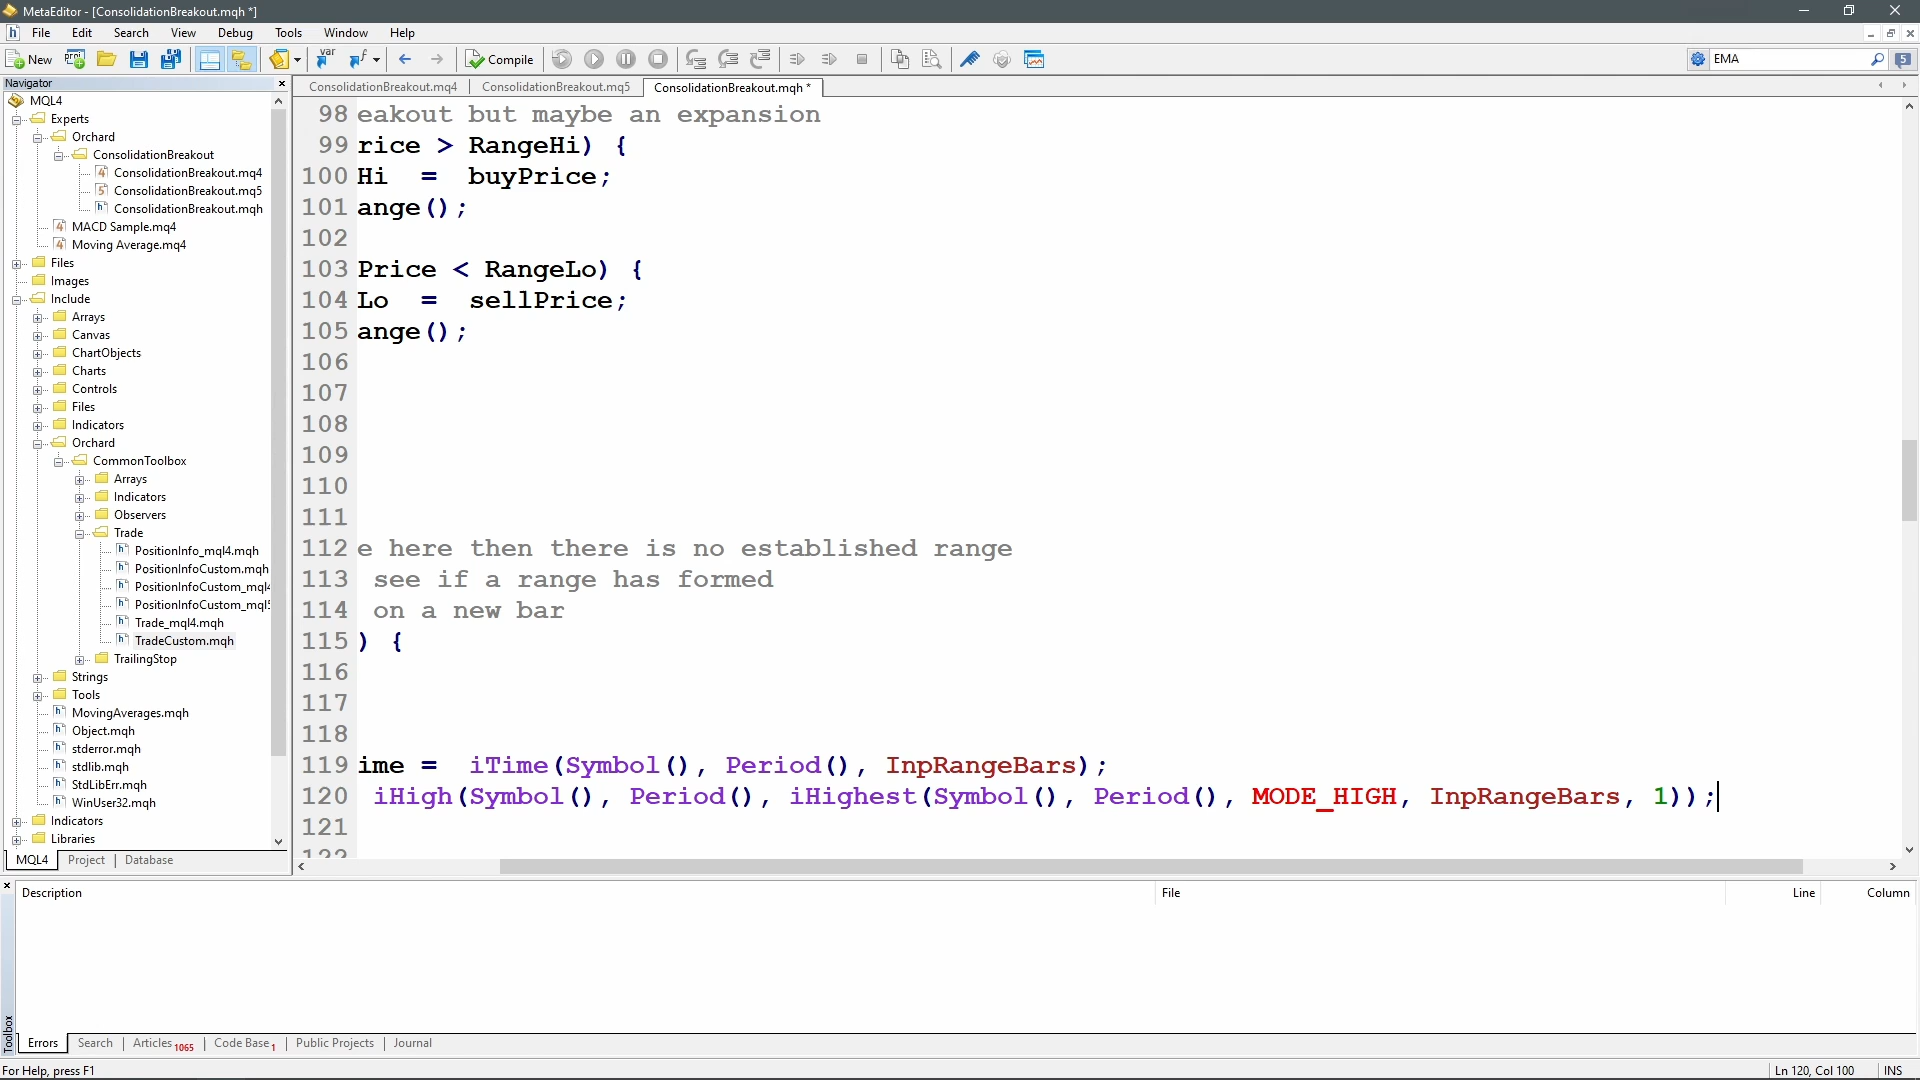 MetaEditor - [ConsolidationBreakout.mqh *]
File Edit Search View Debug Tools Window Help
New Compile EMA 5
Navigator
ConsolidationBreakout.mq4 ConsolidationBreakout.mq5 ConsolidationBreakout.mqh *
MQL4
Experts
Orchard
ConsolidationBreakout
ConsolidationBreakout.mq4
ConsolidationBreakout.mq5
ConsolidationBreakout.mqh
MACD Sample.mq4
Moving Average.mq4
Files
Images
Include
Arrays
Canvas
ChartObjects
Charts
Controls
Files
Indicators
Orchard
CommonToolbox
Arrays
Indicators
Observers
Trade
PositionInfo_mql4.mqh
PositionInfoCustom.mqh
PositionInfoCustom_mql4
PositionInfoCustom_mql5
Trade_mql4.mqh
TradeCustom.mqh
TrailingStop
Strings
Tools
MovingAverages.mqh
Object.mqh
stderror.mqh
stdlib.mqh
StdLibErr.mqh
WinUser32.mqh
Indicators
Libraries
MQL4 Project Database
98 eakout but maybe an expansion
99 rice > RangeHi) {
100 Hi = buyPrice;
101 ange();
102
103 Price < RangeLo) {
104 Lo = sellPrice;
105 ange();
106
107
108
109
110
111
112 e here then there is no established range
113 see if a range has formed
114 on a new bar
115 ) {
116
117
118
119 ime = iTime(Symbol(), Period(), InpRangeBars);
120 iHigh(Symbol(), Period(), iHighest(Symbol(), Period(), MODE_HIGH, InpRangeBars, 1));
121
122
Description File Line Column
Toolbox
Errors Search Articles 1065 Code Base 1 Public Projects Journal
For Help, press F1 Ln 120, Col 100 INS